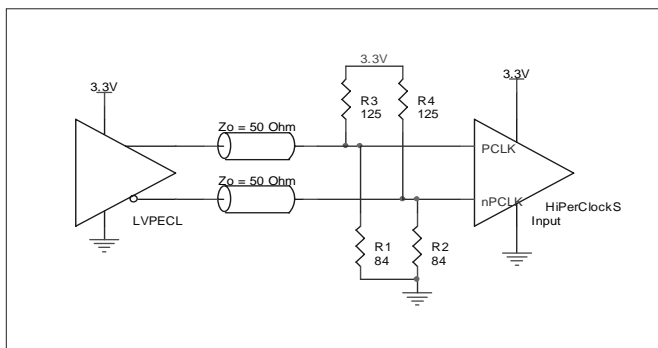 3.3V
3.3V
3.3V
R3
125
R4
125
Zo = 50 Ohm
PCLK
Zo = 50 Ohm
nPCLK
HiPerClockS
Input
LVPECL
R1
84
R2
84